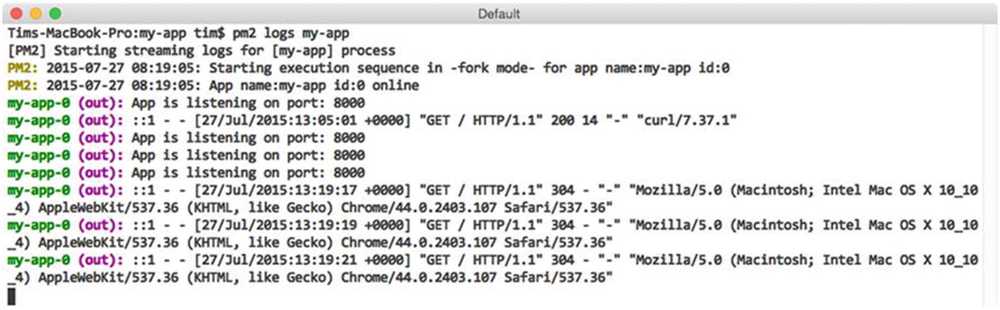 Default
Tims-MacBook-Pro:my-app tim$ pm2 logs my-app
[PM2] Starting streaming logs for [my-app] process
PM2: 2015-07-27 08:19:05: Starting execution sequence in -fork mode- for app name:my-app id:0
PM2: 2015-07-27 08:19:05: App name:my-app id:0 online
my-app-0 (out): App is listening on port: 8000
my-app-0 (out): ::1 - - [27/Jul/2015:13:05:01 +0000] "GET / HTTP/1.1" 200 14 "-" "curl/7.37.1"
my-app-0 (out): App is listening on port: 8000
my-app-0 (out): App is listening on port: 8000
my-app-0 (out): App is listening on port: 8000
my-app-0 (out): ::1 - - [27/Jul/2015:13:19:17 +0000] "GET / HTTP/1.1" 304 - "-" "Mozilla/5.0 (Macintosh; Intel Mac OS X 10_10
_4) AppleWebKit/537.36 (KHTML, like Gecko) Chrome/44.0.2403.107 Safari/537.36"
my-app-0 (out): ::1 - - [27/Jul/2015:13:19:19 +0000] "GET / HTTP/1.1" 304 - "-" "Mozilla/5.0 (Macintosh; Intel Mac OS X 10_10
_4) AppleWebKit/537.36 (KHTML, like Gecko) Chrome/44.0.2403.107 Safari/537.36"
my-app-0 (out): ::1 - - [27/Jul/2015:13:19:21 +0000] "GET / HTTP/1.1" 304 - "-" "Mozilla/5.0 (Macintosh; Intel Mac OS X 10_10
_4) AppleWebKit/537.36 (KHTML, like Gecko) Chrome/44.0.2403.107 Safari/537.36"